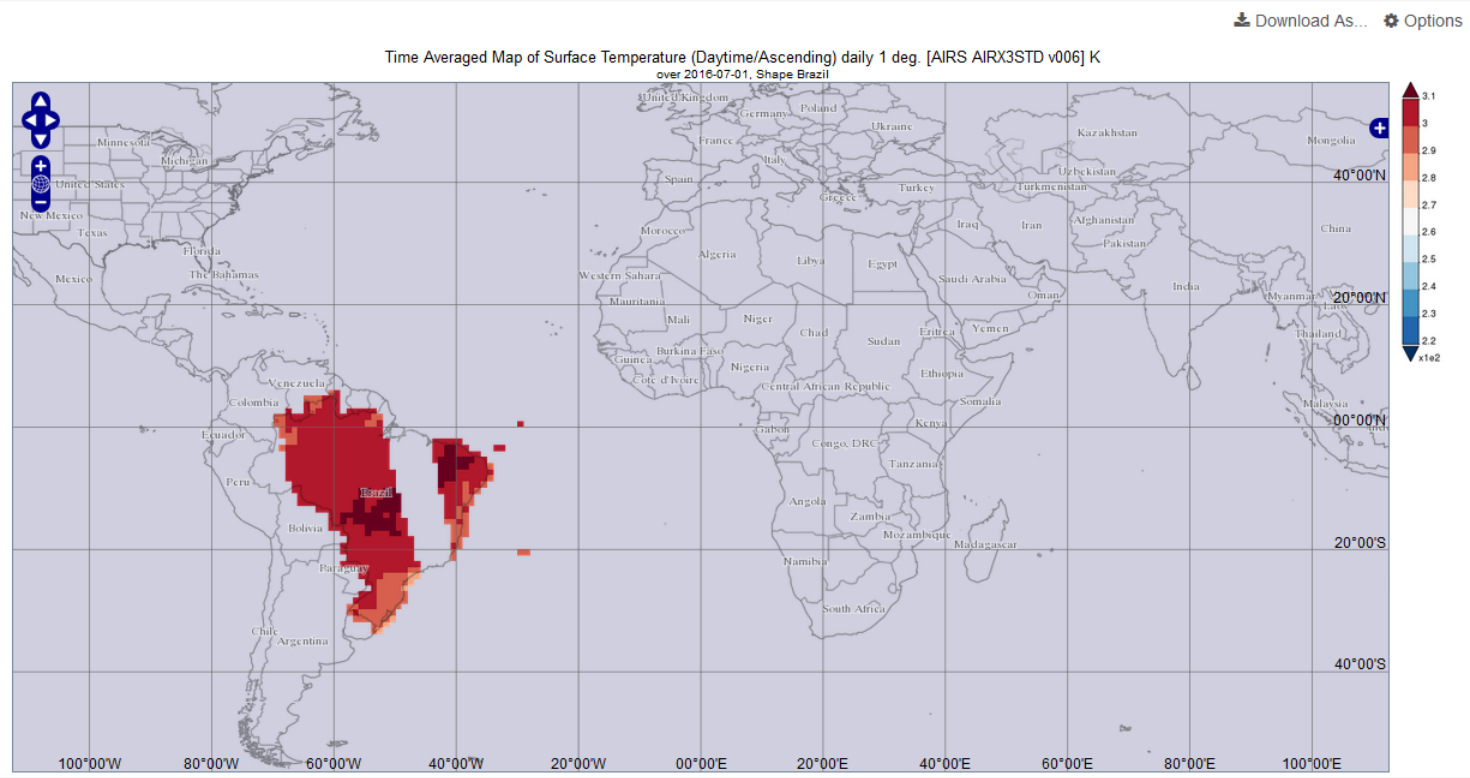 Download As... Options
Time Averaged Map of Surface Temperature (Daytime/Ascending) daily 1 deg. [AIRS AIRX3STD v006] K
over 2016-07-01, Shape Brazil
3.1
3
2.9
2.8
2.7
2.6
2.5
2.4
2.3
2.2
x1e2
United Kingdom
Poland
Germany
Ukraine
Kazakhstan
France
Mongolia
Minnesota
Michigan
Italy
Uzbekistan
40°00'N
Spain
United States
Turkey
Turkmenistan
Greece
New Mexico
Afghanistan
Texas
Morocco
Iraq
Iran
China
Pakistan
Florida
Algeria
Libya
Egypt
The Bahamas
Mexico
Western Sahara
Saudi Arabia
India
Oman
Myanmar
20°00'N
Mauritania
Laos
Mali
Niger
Chad
Eritrea
Yemen
Thailand
Sudan
Burkina Faso
Guinea
Nigeria
Ethiopia
Venezuela
Côte d'Ivoire
Central African Republic
Colombia
Somalia
Malaysia
Kenya
00°00'N
Ecuador
Gabon
Congo, DRC
Tanzania
Peru
Brazil
Angola
Bolivia
Zambia
Mozambique
Madagascar
20°00'S
Paraguay
Namibia
South Africa
Chile
Argentina
40°00'S
100°00'W
80°00'W
60°00'W
40°00'W
20°00'W
00°00'E
20°00'E
40°00'E
60°00'E
80°00'E
100°00'E